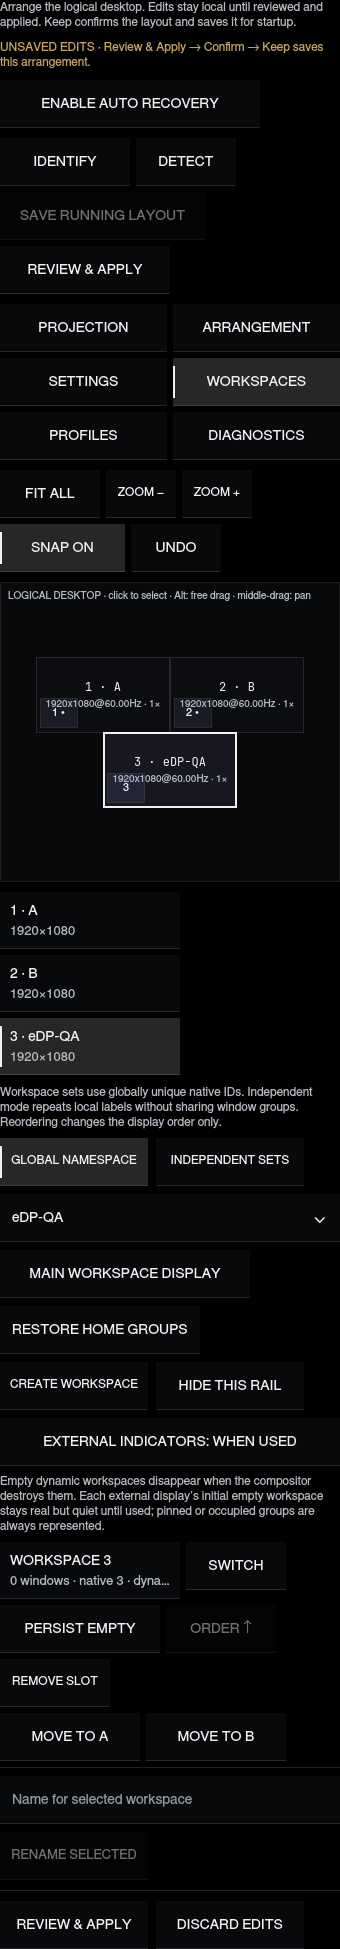 Arrange the logical desktop. Edits stay local until reviewed and
applied. Keep confirms the layout and saves it for startup.
UNSAVED EDITS · Review & Apply → Confirm → Keep saves
this arrangement.
ENABLE AUTO RECOVERY
IDENTIFY DETECT
SAVE RUNNING LAYOUT
REVIEW & APPLY
PROJECTION ARRANGEMENT
SETTINGS WORKSPACES
PROFILES DIAGNOSTICS
FIT ALL ZOOM − ZOOM +
SNAP ON UNDO
LOGICAL DESKTOP · click to select · Alt: free drag · middle-drag: pan
1 · A 2 · B
1920x1080@60.00Hz · 1× 1920x1080@60.00Hz · 1×
1 • 2 •
3 · eDP-QA
1920x1080@60.00Hz · 1×
3
1 · A
1920×1080
2 · B
1920×1080
3 · eDP-QA
1920×1080
Workspace sets use globally unique native IDs. Independent
mode repeats local labels without sharing window groups.
Reordering changes the display order only.
GLOBAL NAMESPACE INDEPENDENT SETS
eDP-QA
MAIN WORKSPACE DISPLAY
RESTORE HOME GROUPS
CREATE WORKSPACE HIDE THIS RAIL
EXTERNAL INDICATORS: WHEN USED
Empty dynamic workspaces disappear when the compositor
destroys them. Each external display's initial empty workspace
stays real but quiet until used; pinned or occupied groups are
always represented.
WORKSPACE 3 SWITCH
0 windows · native 3 · dyna…
PERSIST EMPTY ORDER ↑
REMOVE SLOT
MOVE TO A MOVE TO B
Name for selected workspace
RENAME SELECTED
REVIEW & APPLY DISCARD EDITS